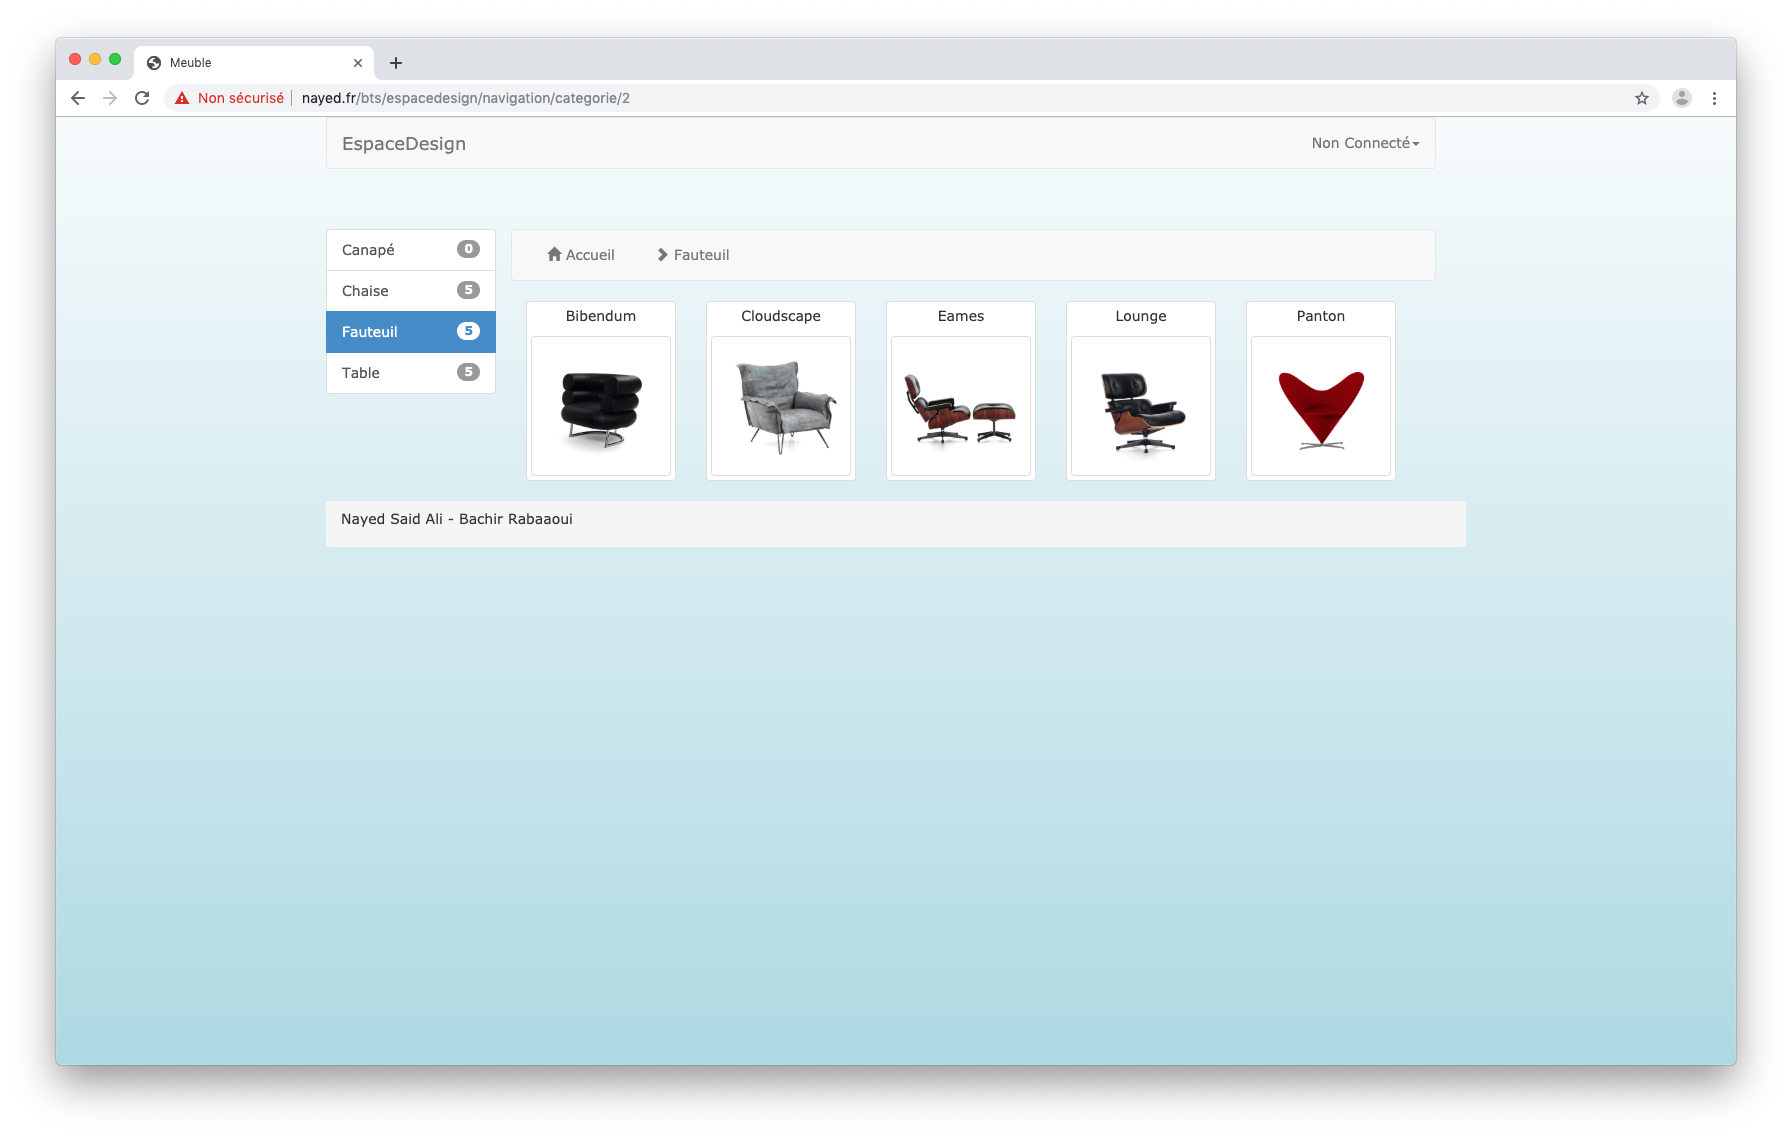 Meuble
Non sécurisé nayed.fr/bts/espacedesign/navigation/categorie/2
EspaceDesign
Non Connecté
Canapé 0
Chaise 5
Fauteuil 5
Table 5
Accueil Fauteuil
Bibendum
Cloudscape
Eames
Lounge
Panton
Nayed Said Ali - Bachir Rabaaoui